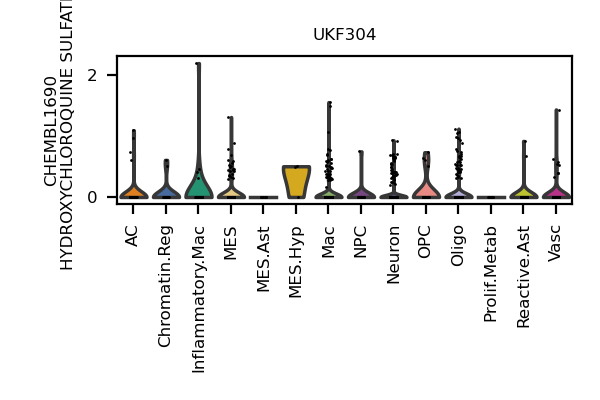 UKF304
CHEMBL1690
HYDROXYCHLOROQUINE SULFAT
2
0
AC
Chromatin.Reg
Inflammatory.Mac
MES
MES.Ast
MES.Hyp
Mac
NPC
Neuron
OPC
Oligo
Prolif.Metab
Reactive.Ast
Vasc